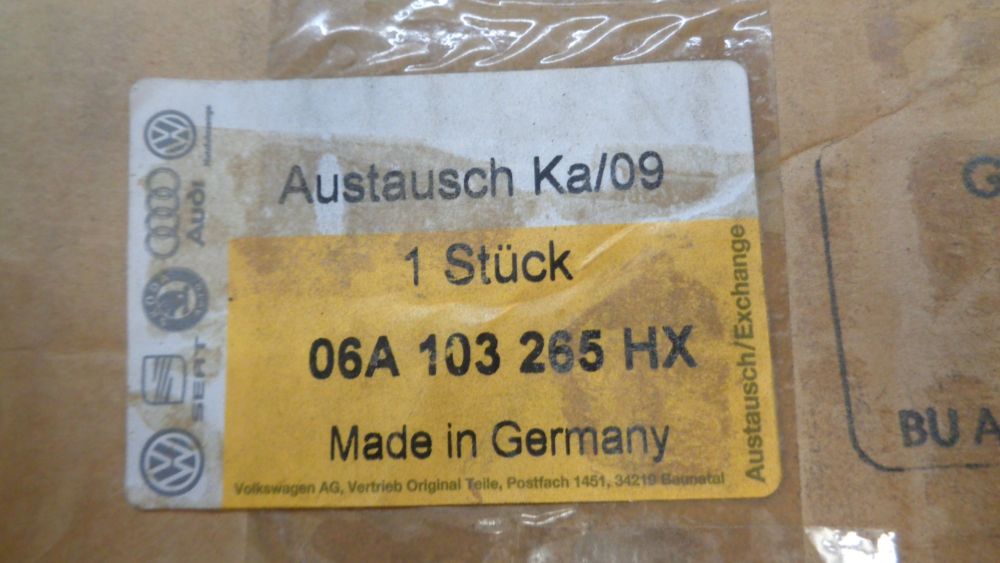 Austausch Ka/09
1 Stück
06A 103 265 HX
Made in Germany
Volkswagen AG, Vertrieb Original Teile, Postfach 1451, 34219 Baunatal
Austausch/Exchange
Audi
SEAT
G
BU A